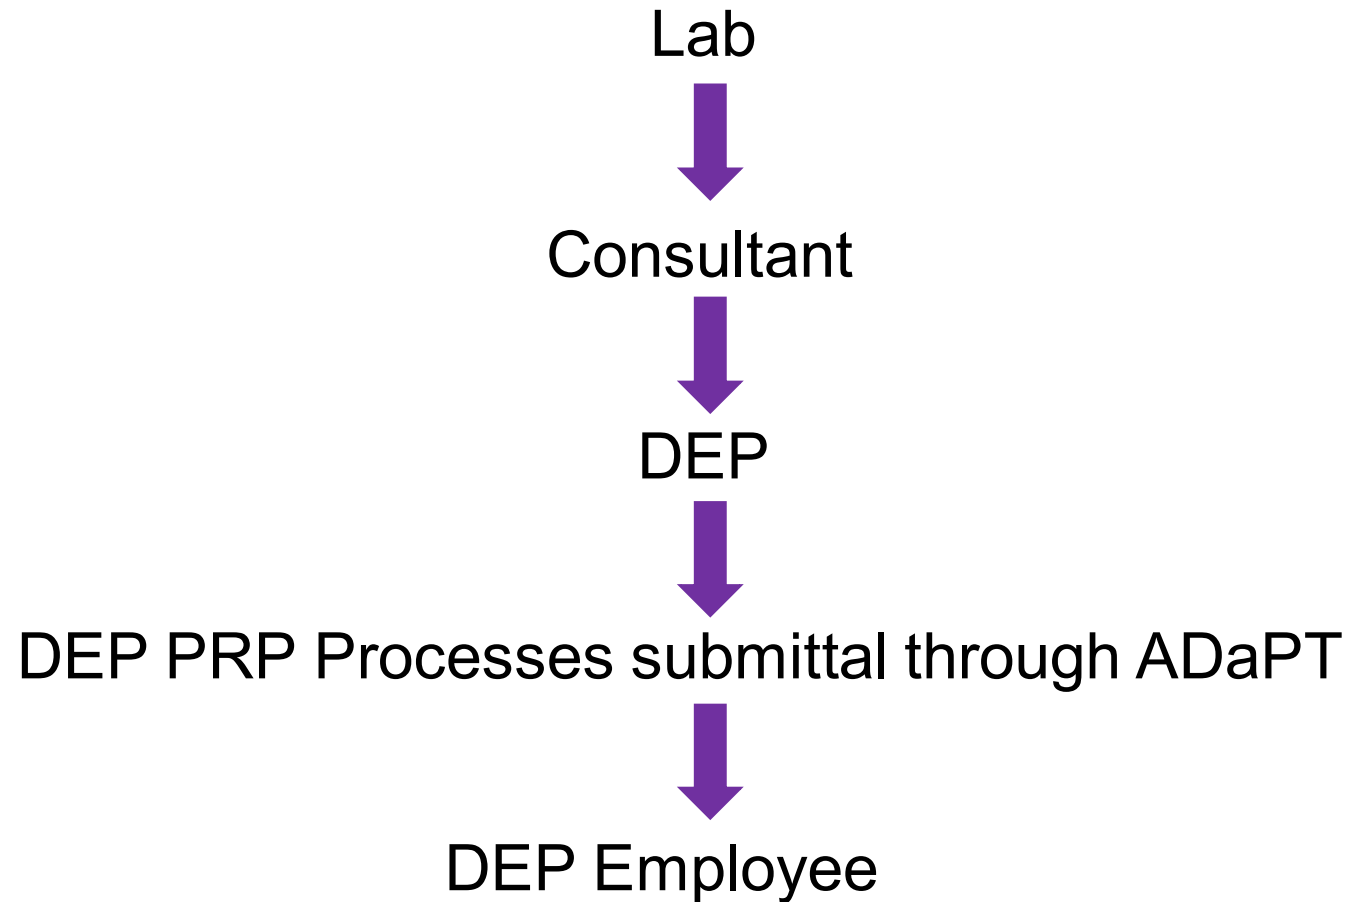 Lab
Consultant
DEP
DEP PRP Processes submittal through ADaPT
DEP Employee